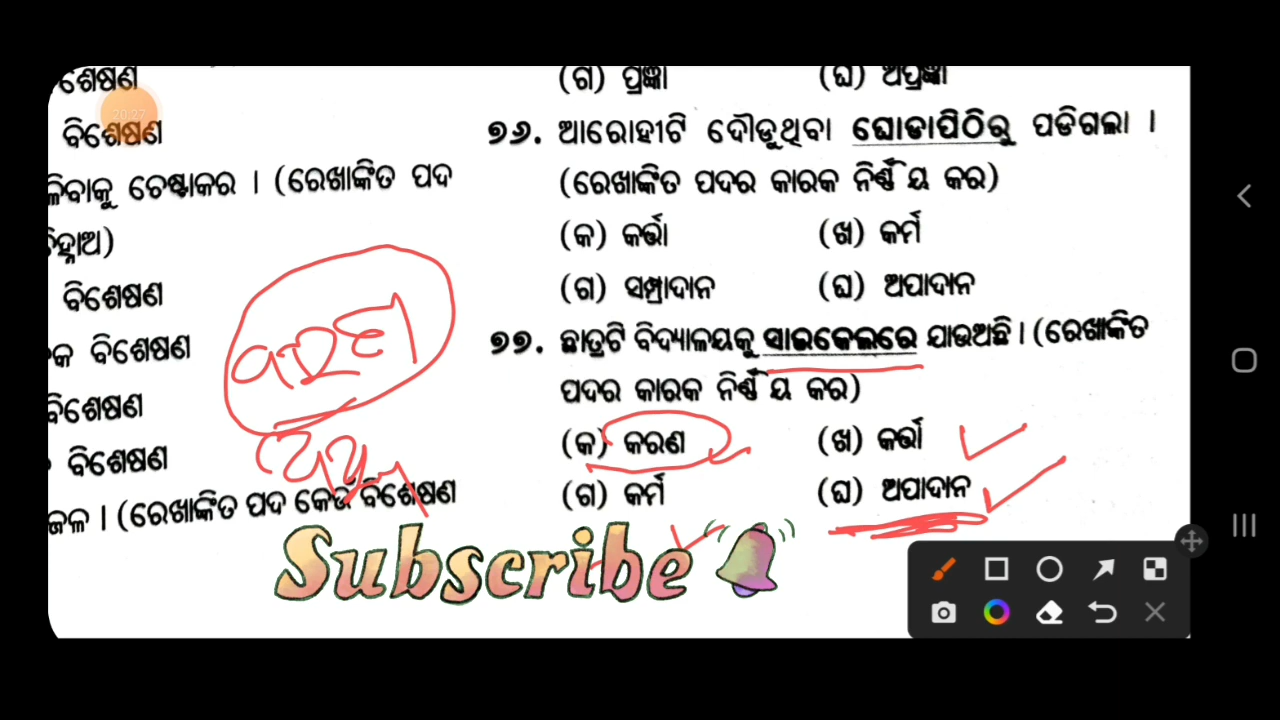 ବିଶେଷଣ
20:27
ବିଶେଷଣ
ଚେଷ୍ଟାକର । (ରେଖାଙ୍କିତ ପଦ
ଚିହ୍ନାଅ)
ବିଶେଷଣ
ବିଶେଷଣ
ବିଶେଷଣ
ବିଶେଷଣ
ଜଳ । (ରେଖାଙ୍କିତ ପଦ କେଉଁ ବିଶେଷଣ
(ଗ) ପ୍ରଜ୍ଞା (ଘ) ଅପ୍ରଜ୍ଞା
୭୬. ଆରୋହୀଟି ଦୌଡୁଥିବା ଘୋଡାପିଠିରୁ ପଡିଗଲା ।
(ରେଖାଙ୍କିତ ପଦର କାରକ ନିର୍ଣ୍ଣୟ କର)
(କ) କର୍ତ୍ତା (ଖ) କର୍ମ
(ଗ) ସମ୍ପ୍ରାଦାନ (ଘ) ଅପାଦାନ
୭୭. ଛାତ୍ରଟି ବିଦ୍ୟାଳୟକୁ ସାଇକେଲରେ ଯାଉଅଛି । (ରେଖାଙ୍କିତ
ପଦର କାରକ ନିର୍ଣ୍ଣୟ କର)
(କ) କରଣ (ଖ) କର୍ତ୍ତା
(ଗ) କର୍ମ (ଘ) ଅପାଦାନ
Subscribe